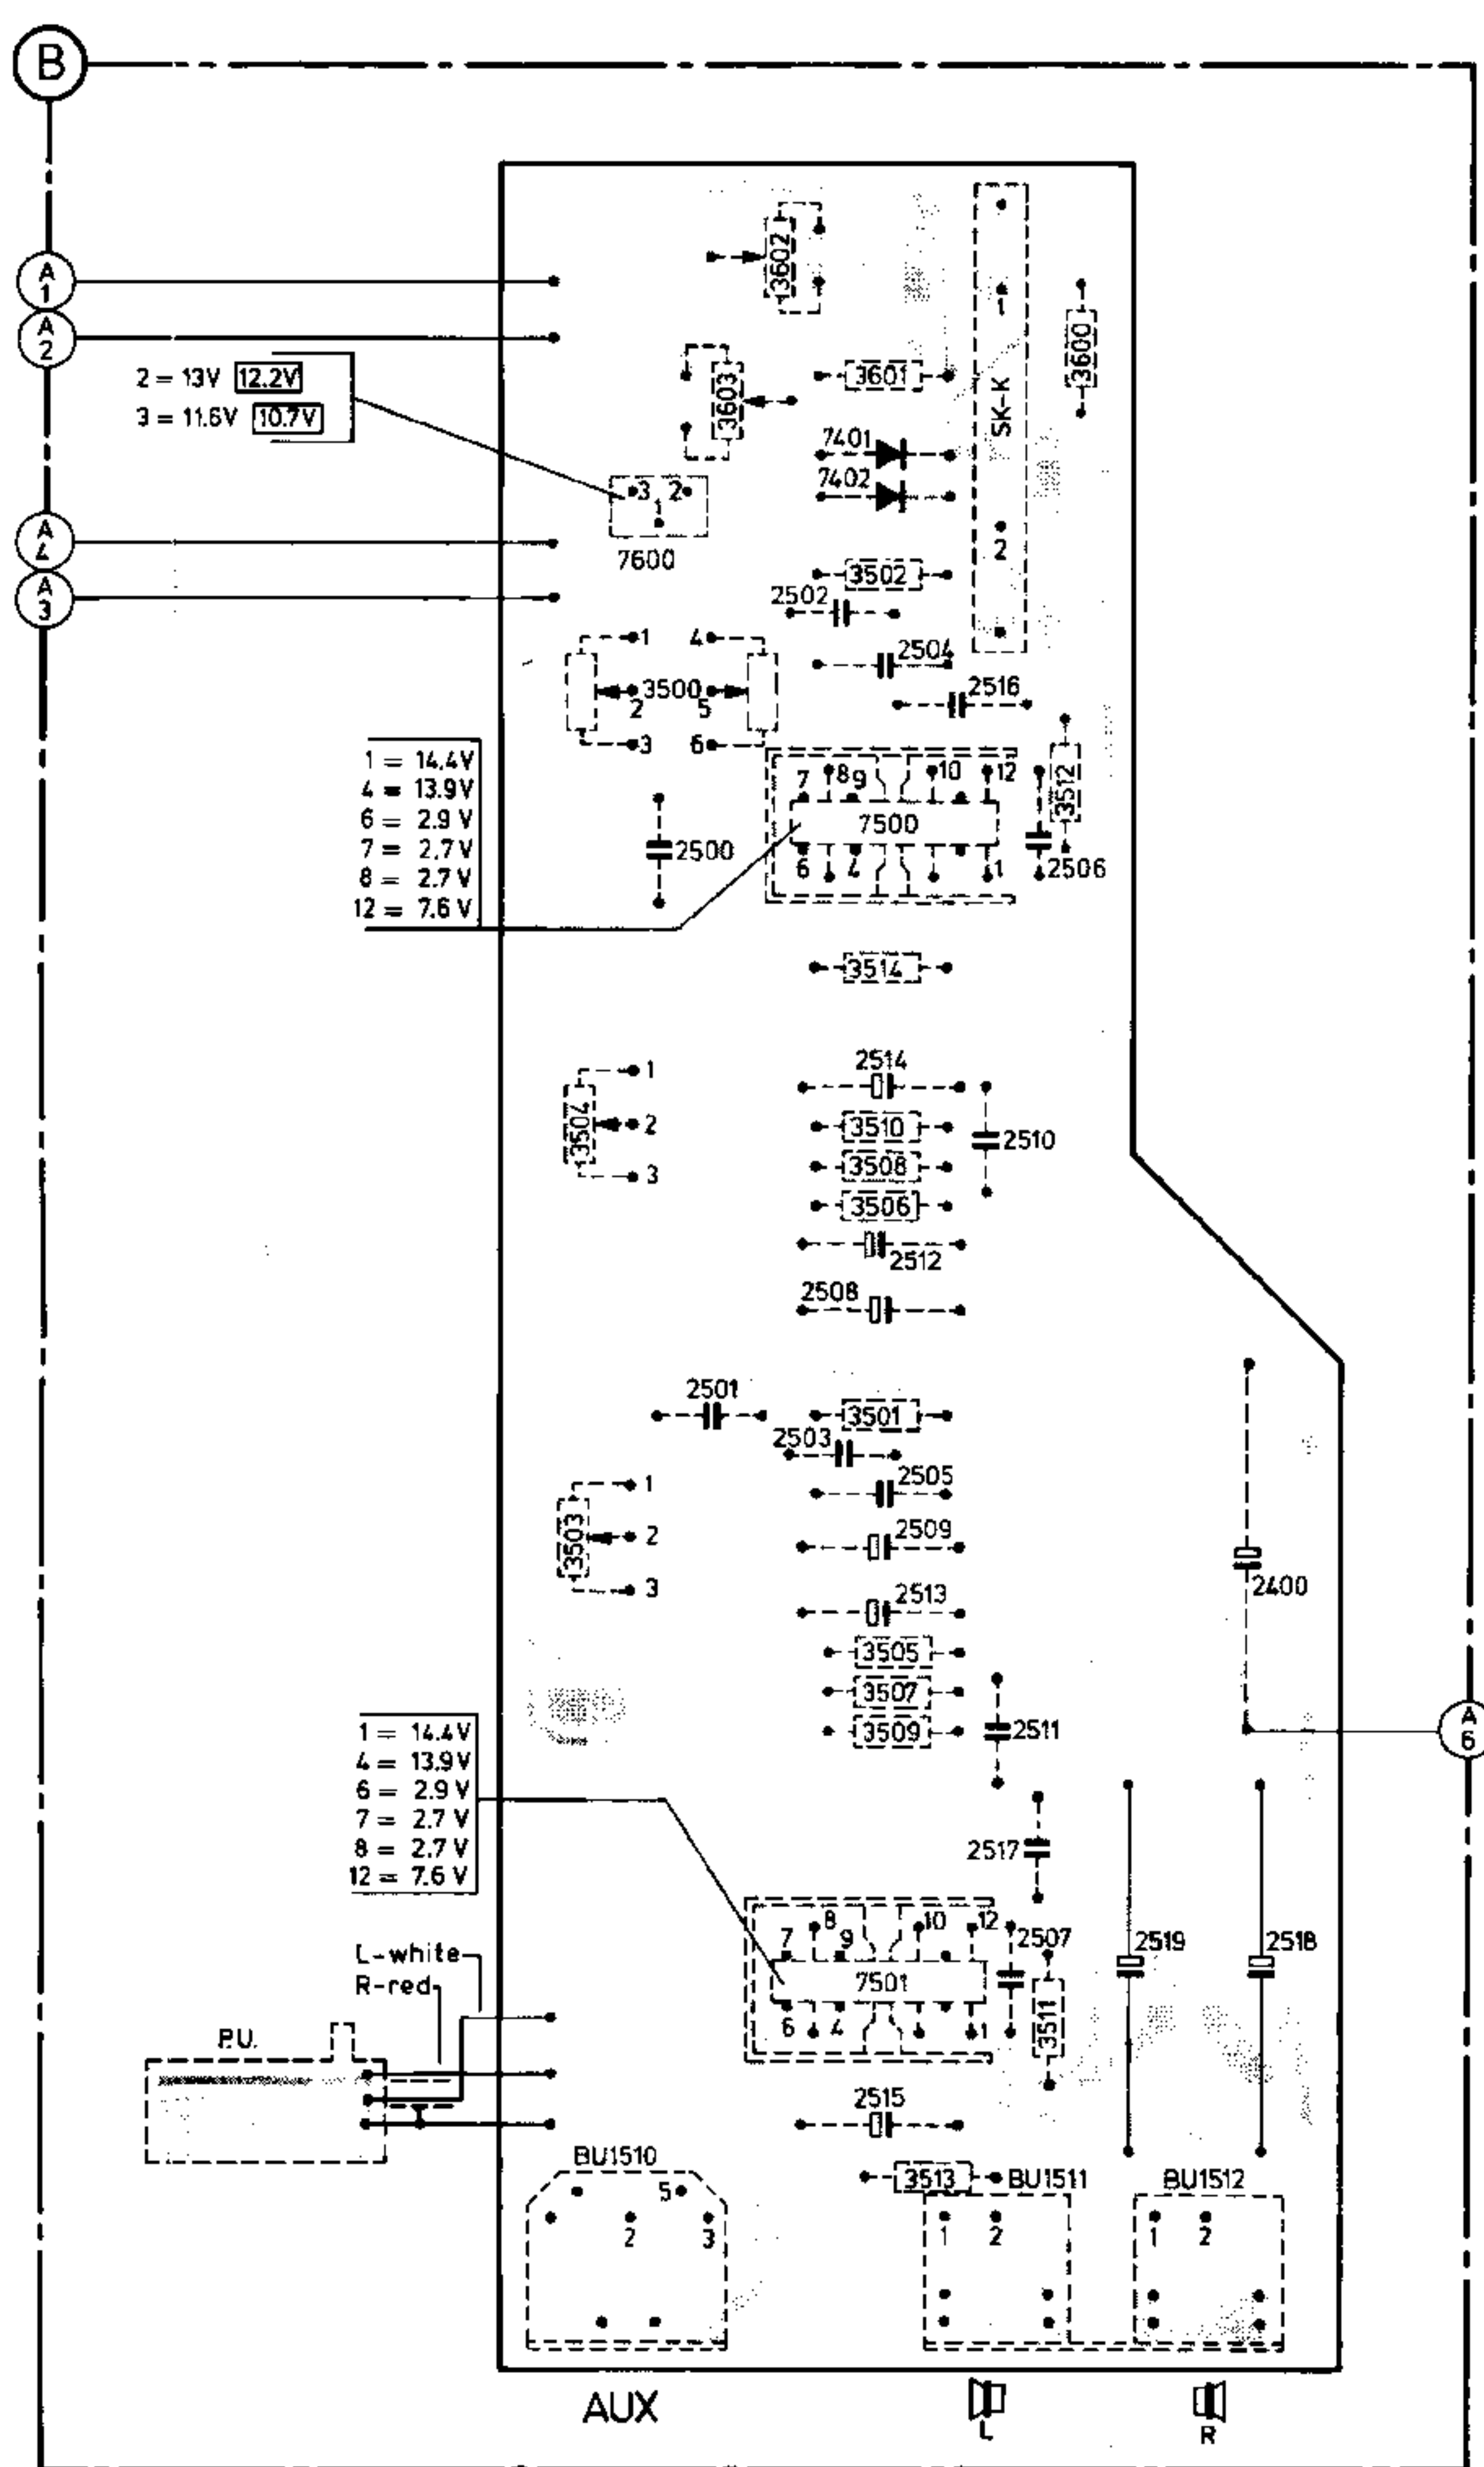 B
A
1
A
2
2 = 13V 12.2V
3 = 11.6V 10.7V
3602
1
3600
3603
3601
SK-K
7401
7402
3 2
1
7600
2
A
4
A
3
3502
2502
2504
1 4
3500
2 5
3 6
2516
1 = 14.4V
4 = 13.9V
6 = 2.9 V
7 = 2.7V
8 = 2.7V
12 = 7.6 V
7 8 9 10 12
7500
6 4 1
3512
2506
2500
3514
2514
1
3504
2
3
3510
2510
3508
3506
2512
2508
2501
3501
2503
2505
1
3503
2
3
2509
2400
2513
3505
3507
3509
2511
A
6
1 = 14.4V
4 = 13.9V
6 = 2.9 V
7 = 2.7 V
8 = 2.7V
12 = 7.6 V
2517
7 8 9 10 12
7501
6 4 1
2507
3511
2519
2518
L-white
R-red
P.U.
2515
BU1510
5
2 3
3513
BU1511
1 2
BU1512
1 2
AUX
L
R